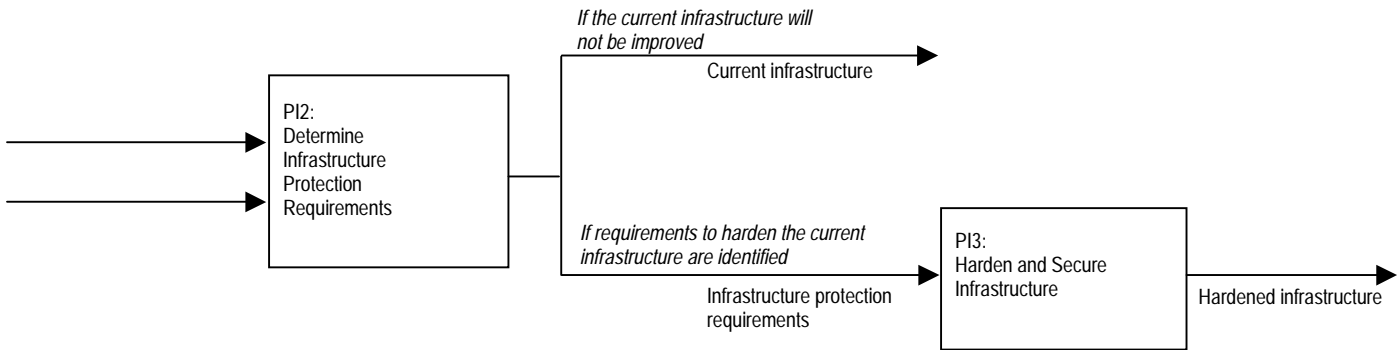 If the current infrastructure will
not be improved
Current infrastructure
PI2:
Determine
Infrastructure
Protection
Requirements
If requirements to harden the current
infrastructure are identified
Infrastructure protection
requirements
PI3:
Harden and Secure
Infrastructure
Hardened infrastructure